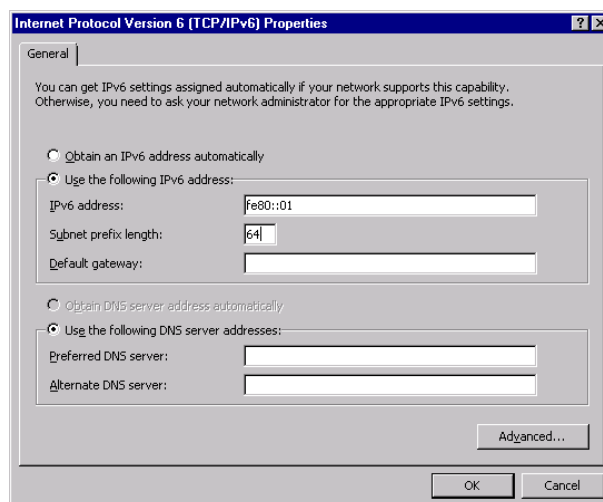 Internet Protocol Version 6 (TCP/IPv6) Properties
General
You can get IPv6 settings assigned automatically if your network supports this capability.
Otherwise, you need to ask your network administrator for the appropriate IPv6 settings.
Obtain an IPv6 address automatically
Use the following IPv6 address:
IPv6 address: fe80::01
Subnet prefix length: 64
Default gateway:
Obtain DNS server address automatically
Use the following DNS server addresses:
Preferred DNS server:
Alternate DNS server:
Advanced...
OK Cancel